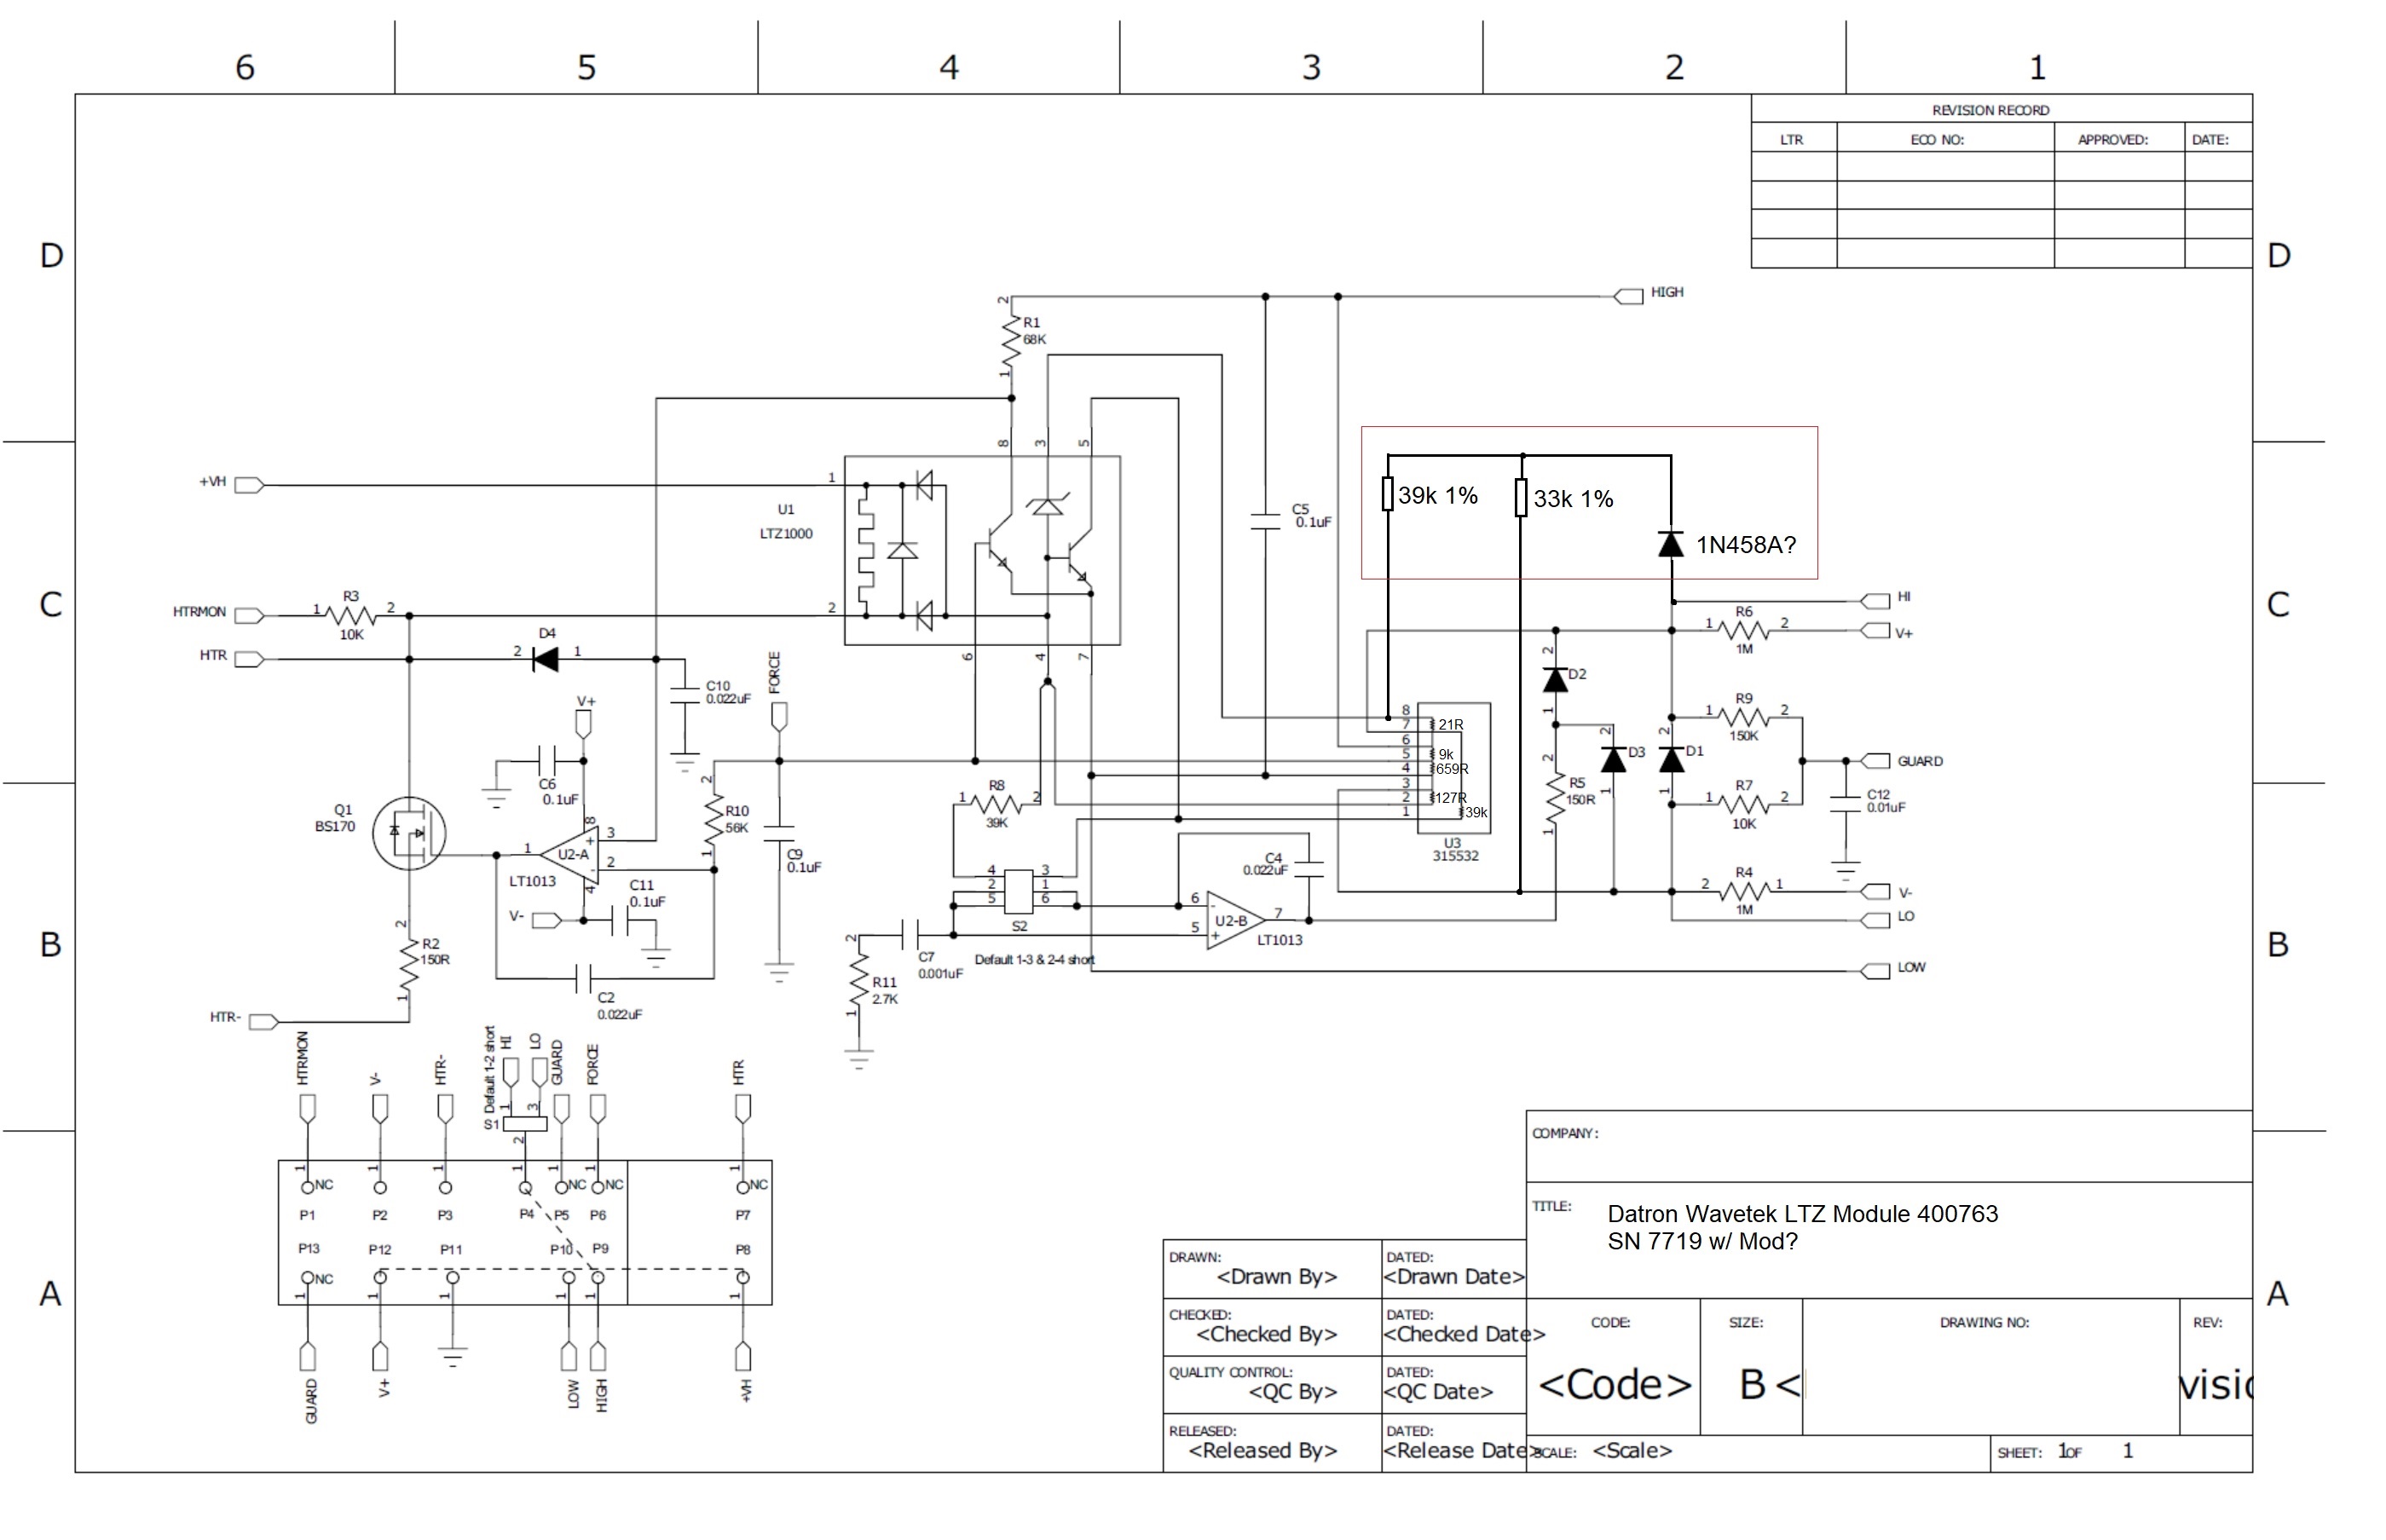 6 5 4 3 2 1
REVISION RECORD
LTR ECO NO: APPROVED: DATE:
D D
HIGH
2
R1
68K
1
8 3 5
39k 1% 33k 1%
1N458A?
+VH 1
U1
LTZ1000
C5
0.1uF
C C
HTRMON 1 R3 2
10K
2
HI
R6
1 2
1M
V+
HTR 2 D4 1
6 4 7
FORCE
C10
0.022uF
2
D2
1
V+
8
7
6
5
4
3
2
1
21R
9k
659R
127R
39k
U3
315532
R9
1 2
150K
2
D3
1
2
D1
1
GUARD
C6
0.1uF
2
R10
56K
1
R8
1 2
39K
2
R5
150R
1
R7
1 2
10K
C12
0.01uF
Q1
BS170
8
3
+
1 U2-A
2
-
LT1013
4
C9
0.1uF
C4
0.022uF
C11
0.1uF
V-
4 3
2 1
5 6
S2
6
-
U2-B 7
5
+
LT1013
R4
2 1
1M
V-
LO
B B
2
R2
150R
1
2
C7
0.001uF
Default 1-3 & 2-4 short
LOW
R11
2.7K
1
C2
0.022uF
HTR-
HTRMON V- HTR- Default 1-2 short HI LO GUARD FORCE HTR
1 3
S1
2
1 1 1 1 1 1 1
NC NC NC NC
P1 P2 P3 P4 P5 P6 P7
P13 P12 P11 P10 P9 P8
NC
1 1 1 1 1 1
GUARD V+ LOW HIGH +VH
COMPANY:
TITLE: Datron Wavetek LTZ Module 400763
SN 7719 w/ Mod?
A A
DRAWN: DATED:
<Drawn By> <Drawn Date>
CHECKED: DATED:
<Checked By> <Checked Date>
QUALITY CONTROL: DATED:
<QC By> <QC Date>
RELEASED: DATED:
<Released By> <Release Date>
CODE: SIZE: DRAWING NO: REV:
<Code> B <
SCALE: <Scale> SHEET: 1OF 1